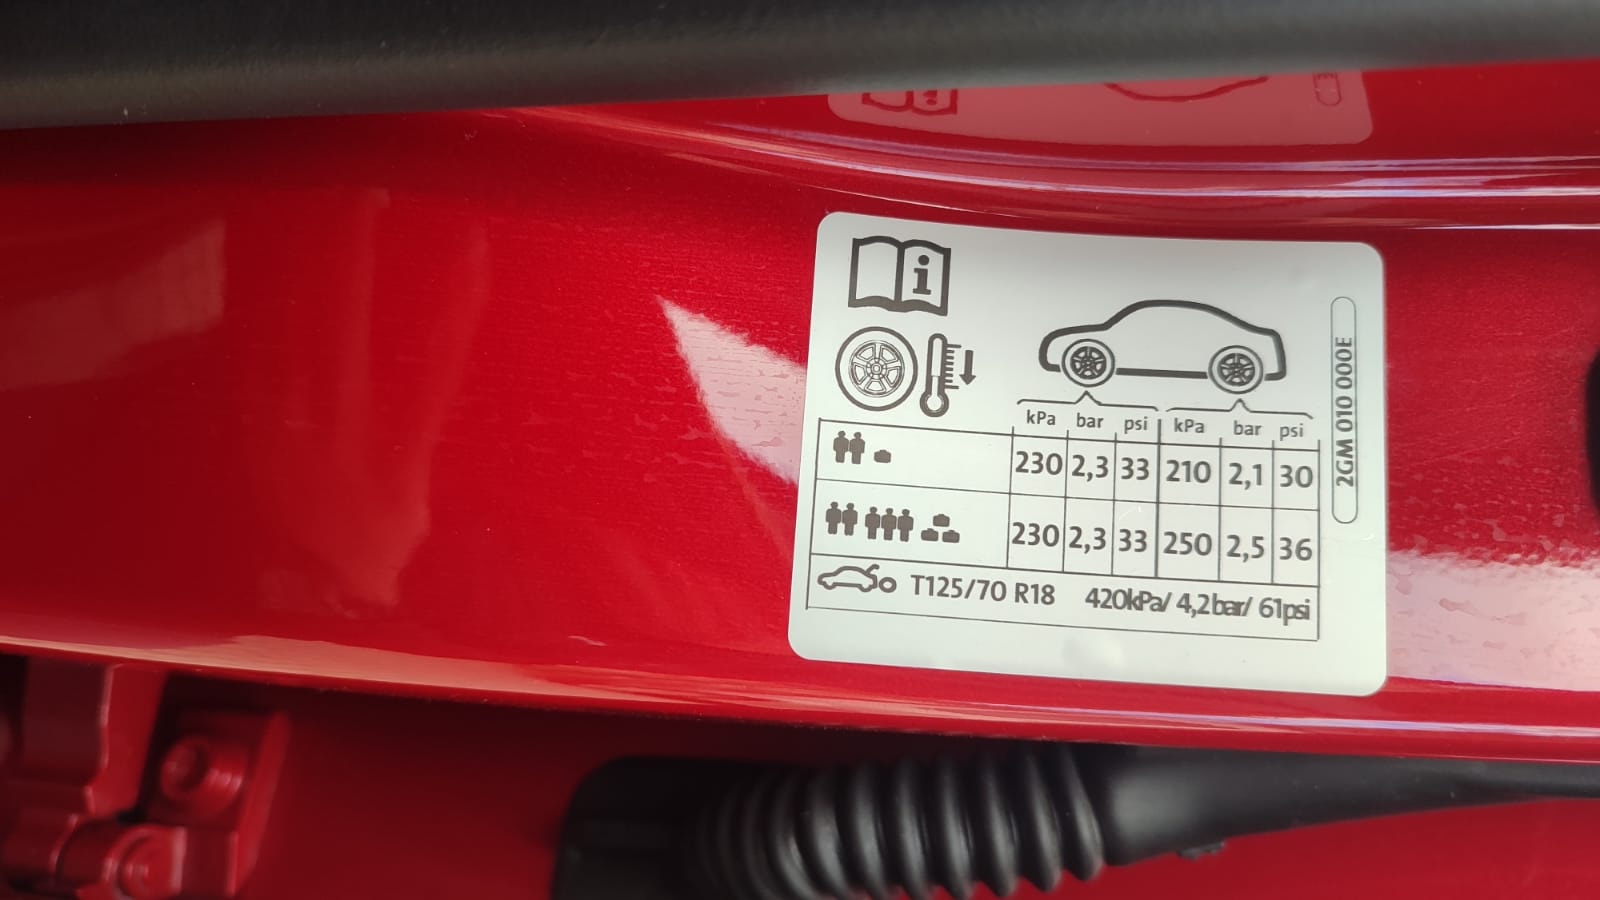 i
kPa bar psi kPa bar psi
230 2,3 33 210 2,1 30
230 2,3 33 250 2,5 36
T125/70 R18 420kPa/ 4,2bar/ 61psi
2GM 010 000E